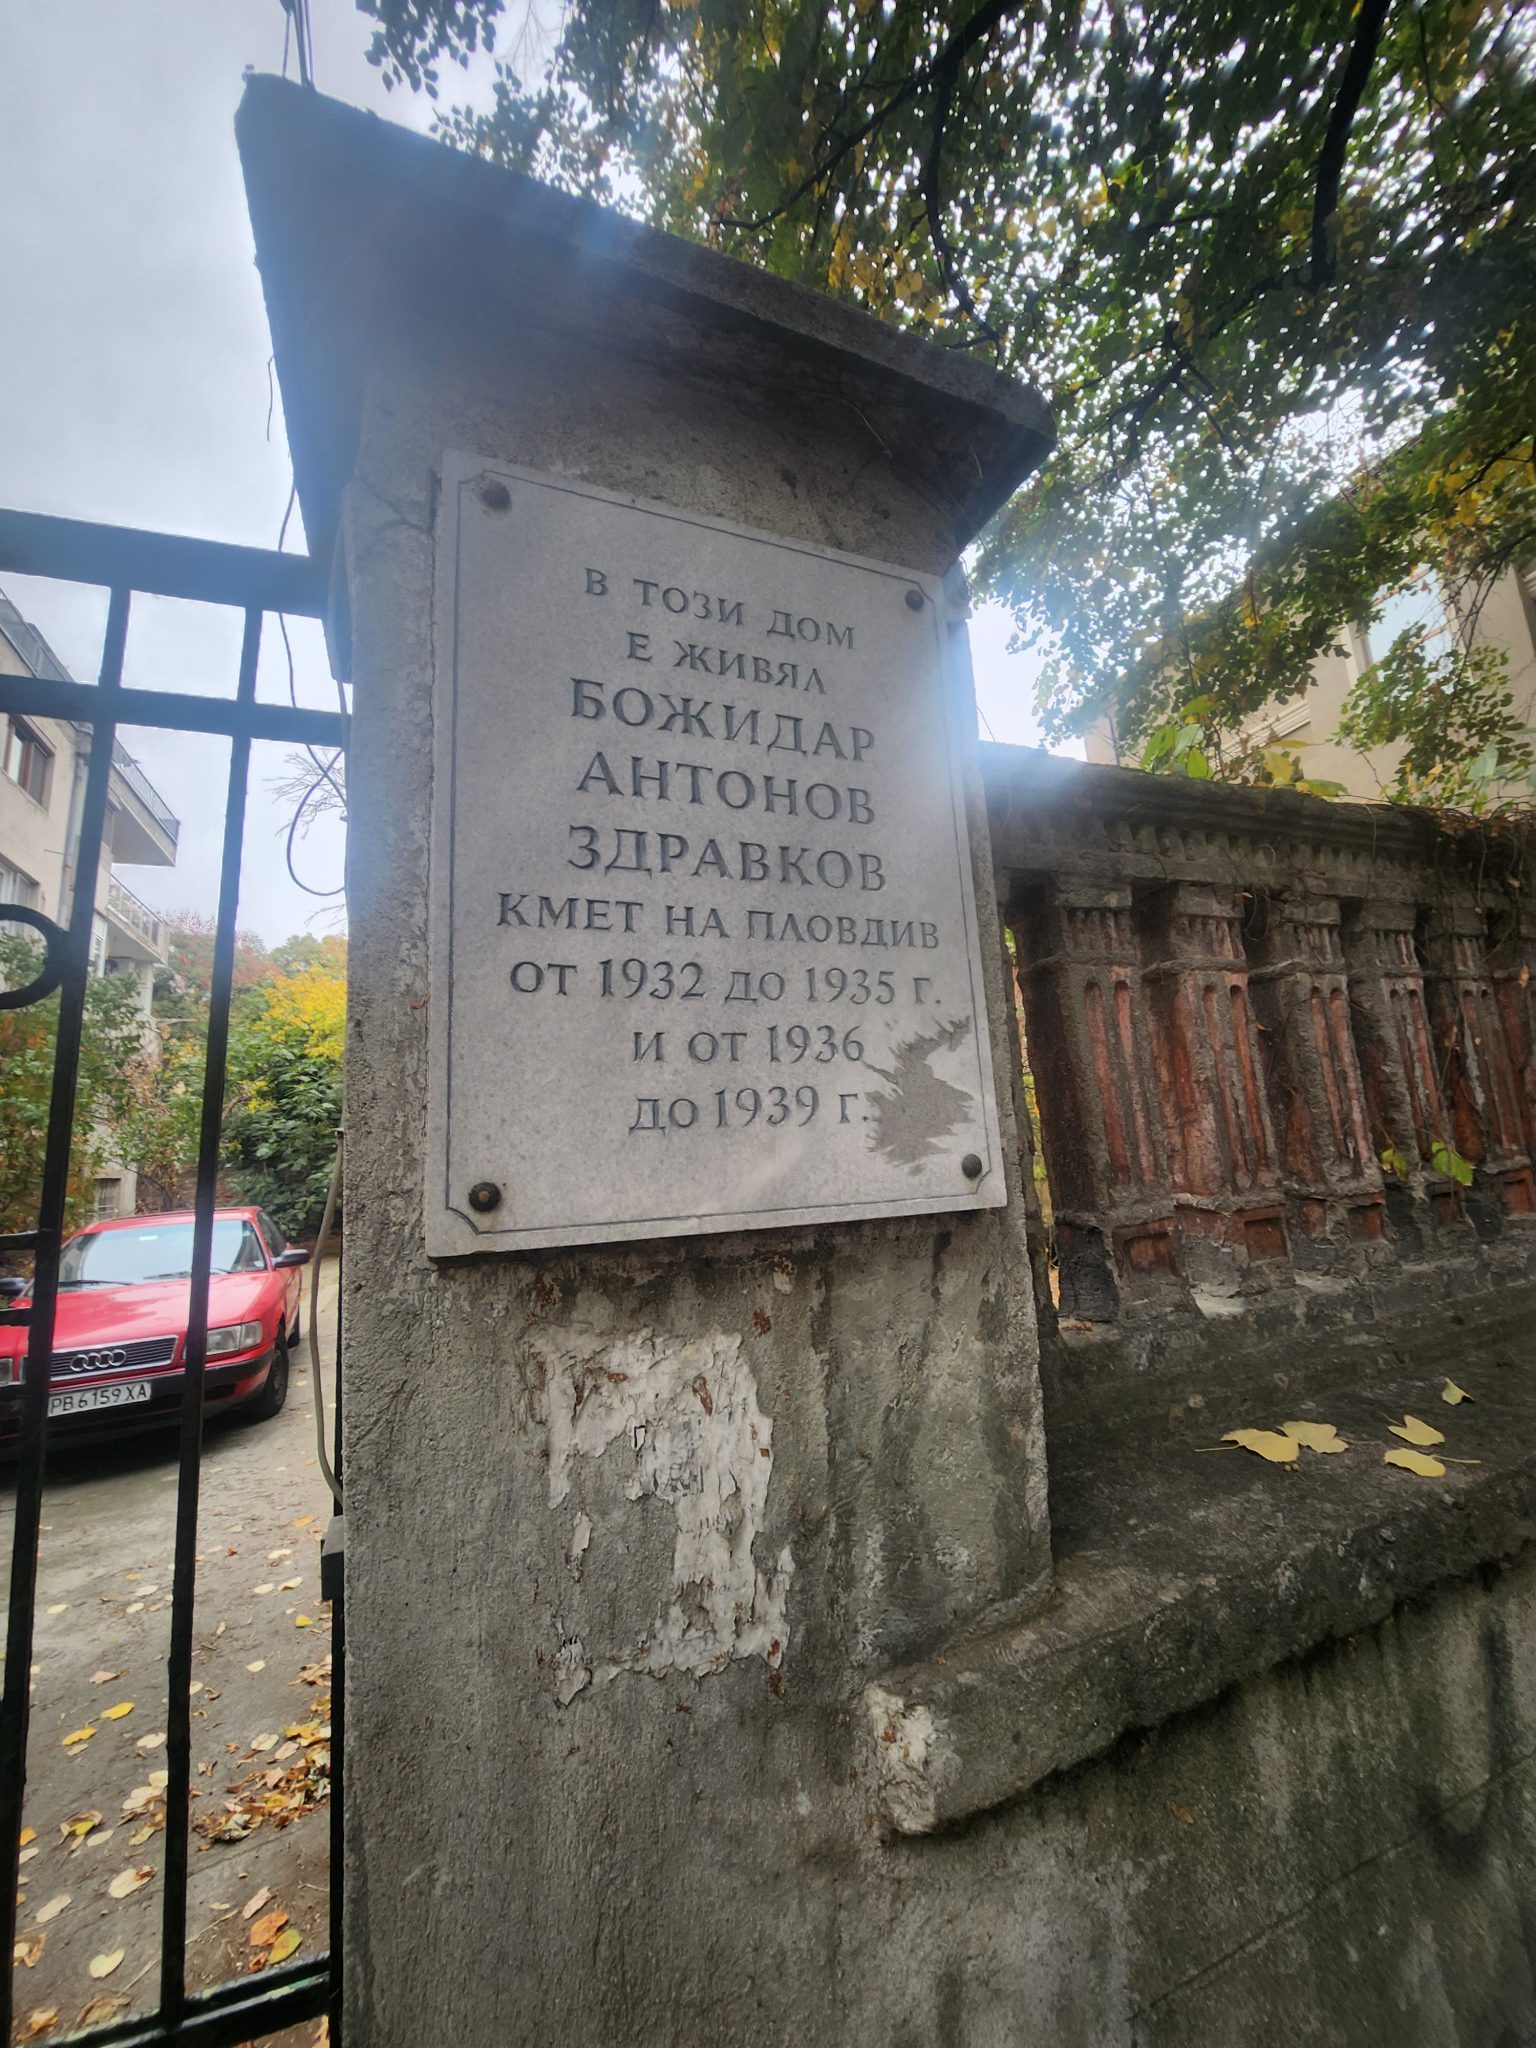 В ТОЗИ ДОМ
Е ЖИВЯЛ
БОЖИДАР
АНТОНОВ
ЗДРАВКОВ
КМЕТ НА ПЛОВДИВ
ОТ 1932 ДО 1935 Г.
И ОТ 1936
ДО 1939 Г.
PB 6159 XA